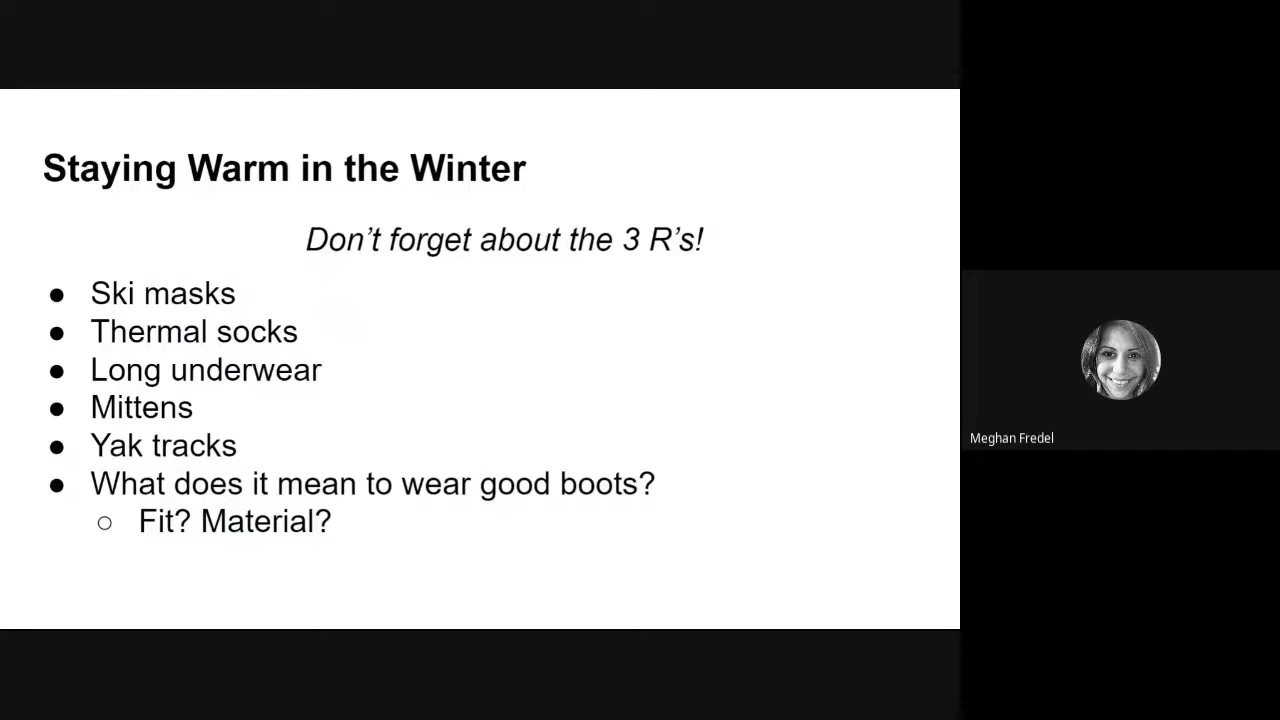 Staying Warm in the Winter
Don’t forget about the 3 R’s!
● Ski masks
● Thermal socks
● Long underwear
● Mittens
● Yak tracks
● What does it mean to wear good boots?
○ Fit? Material?
Meghan Fredel